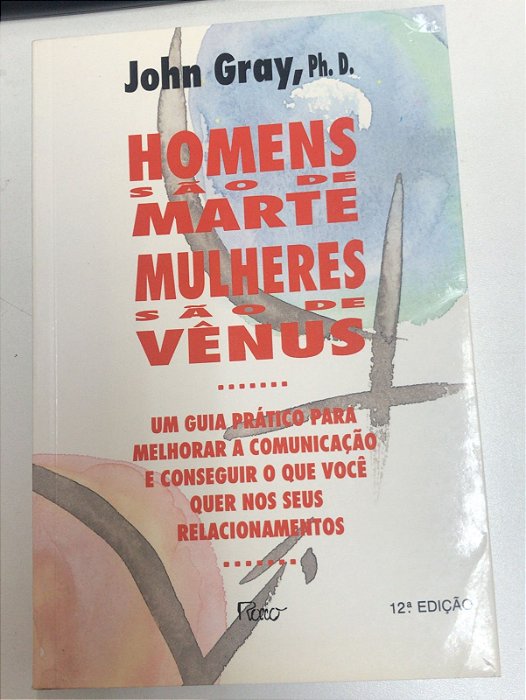 John Gray, Ph. D.
HOMENS
SÃO DE
MARTE
MULHERES
SÃO DE
VÊNUS
.......
UM GUIA PRÁTICO PARA
MELHORAR A COMUNICAÇÃO
E CONSEGUIR O QUE VOCÊ
QUER NOS SEUS
RELACIONAMENTOS
.......
Rocco
12ª EDIÇÃO